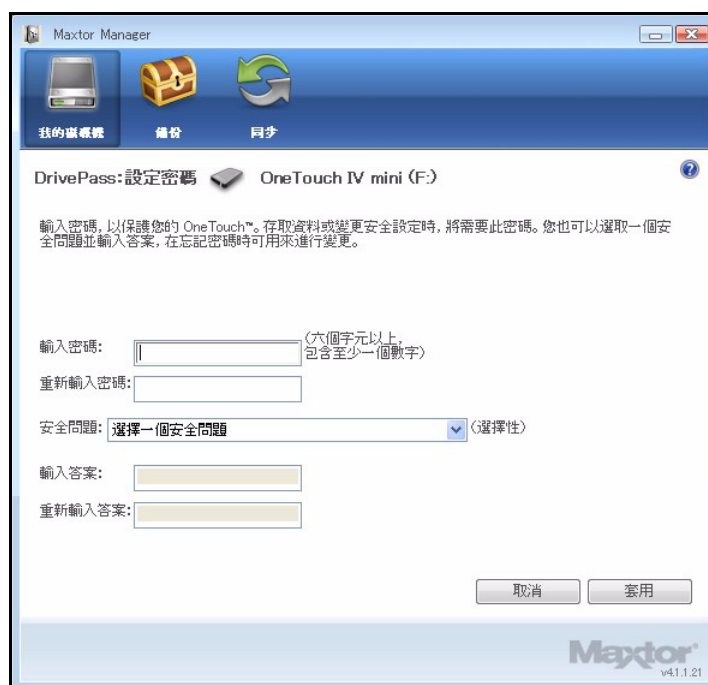 Maxtor Manager
我的磁碟機 備份 同步
DrivePass:設定密碼 OneTouch IV mini (F:)
輸入密碼, 以保護您的 OneTouch™。存取資料或變更安全設定時, 將需要此密碼。您也可以選取一個安
全問題並輸入答案, 在忘記密碼時可用來進行變更。
輸入密碼: (六個字元以上,
包含至少一個數字)
重新輸入密碼:
安全問題: 選擇一個安全問題 (選擇性)
輸入答案:
重新輸入答案:
取消 套用
Maxtor
v4.1.1.21